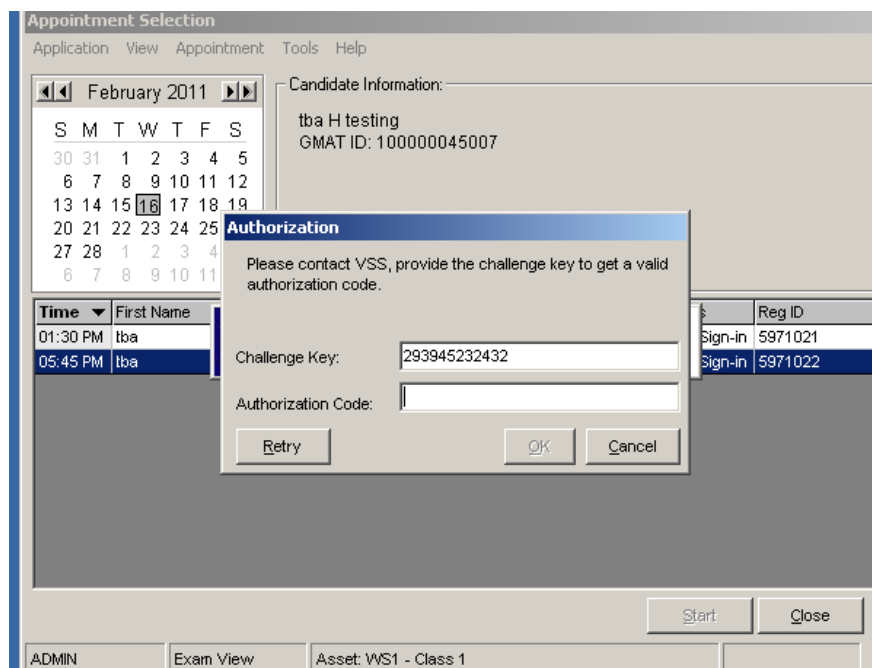 Appointment Selection
Application View Appointment Tools Help
February 2011
S M T W T F S
30 31 1 2 3 4 5
6 7 8 9 10 11 12
13 14 15 16 17 18 19
20 21 22 23 24 25
27 28 1 2 3 4
6 7 8 9 10 11
Candidate Information:
tba H testing
GMAT ID: 100000045007
Authorization
Please contact VSS, provide the challenge key to get a valid
authorization code.
Challenge Key: 293945232432
Authorization Code:
Retry OK Cancel
Time First Name Reg ID
01:30 PM tba Sign-in 5971021
05:45 PM tba Sign-in 5971022
Start Close
ADMIN Exam View Asset: WS1 - Class 1